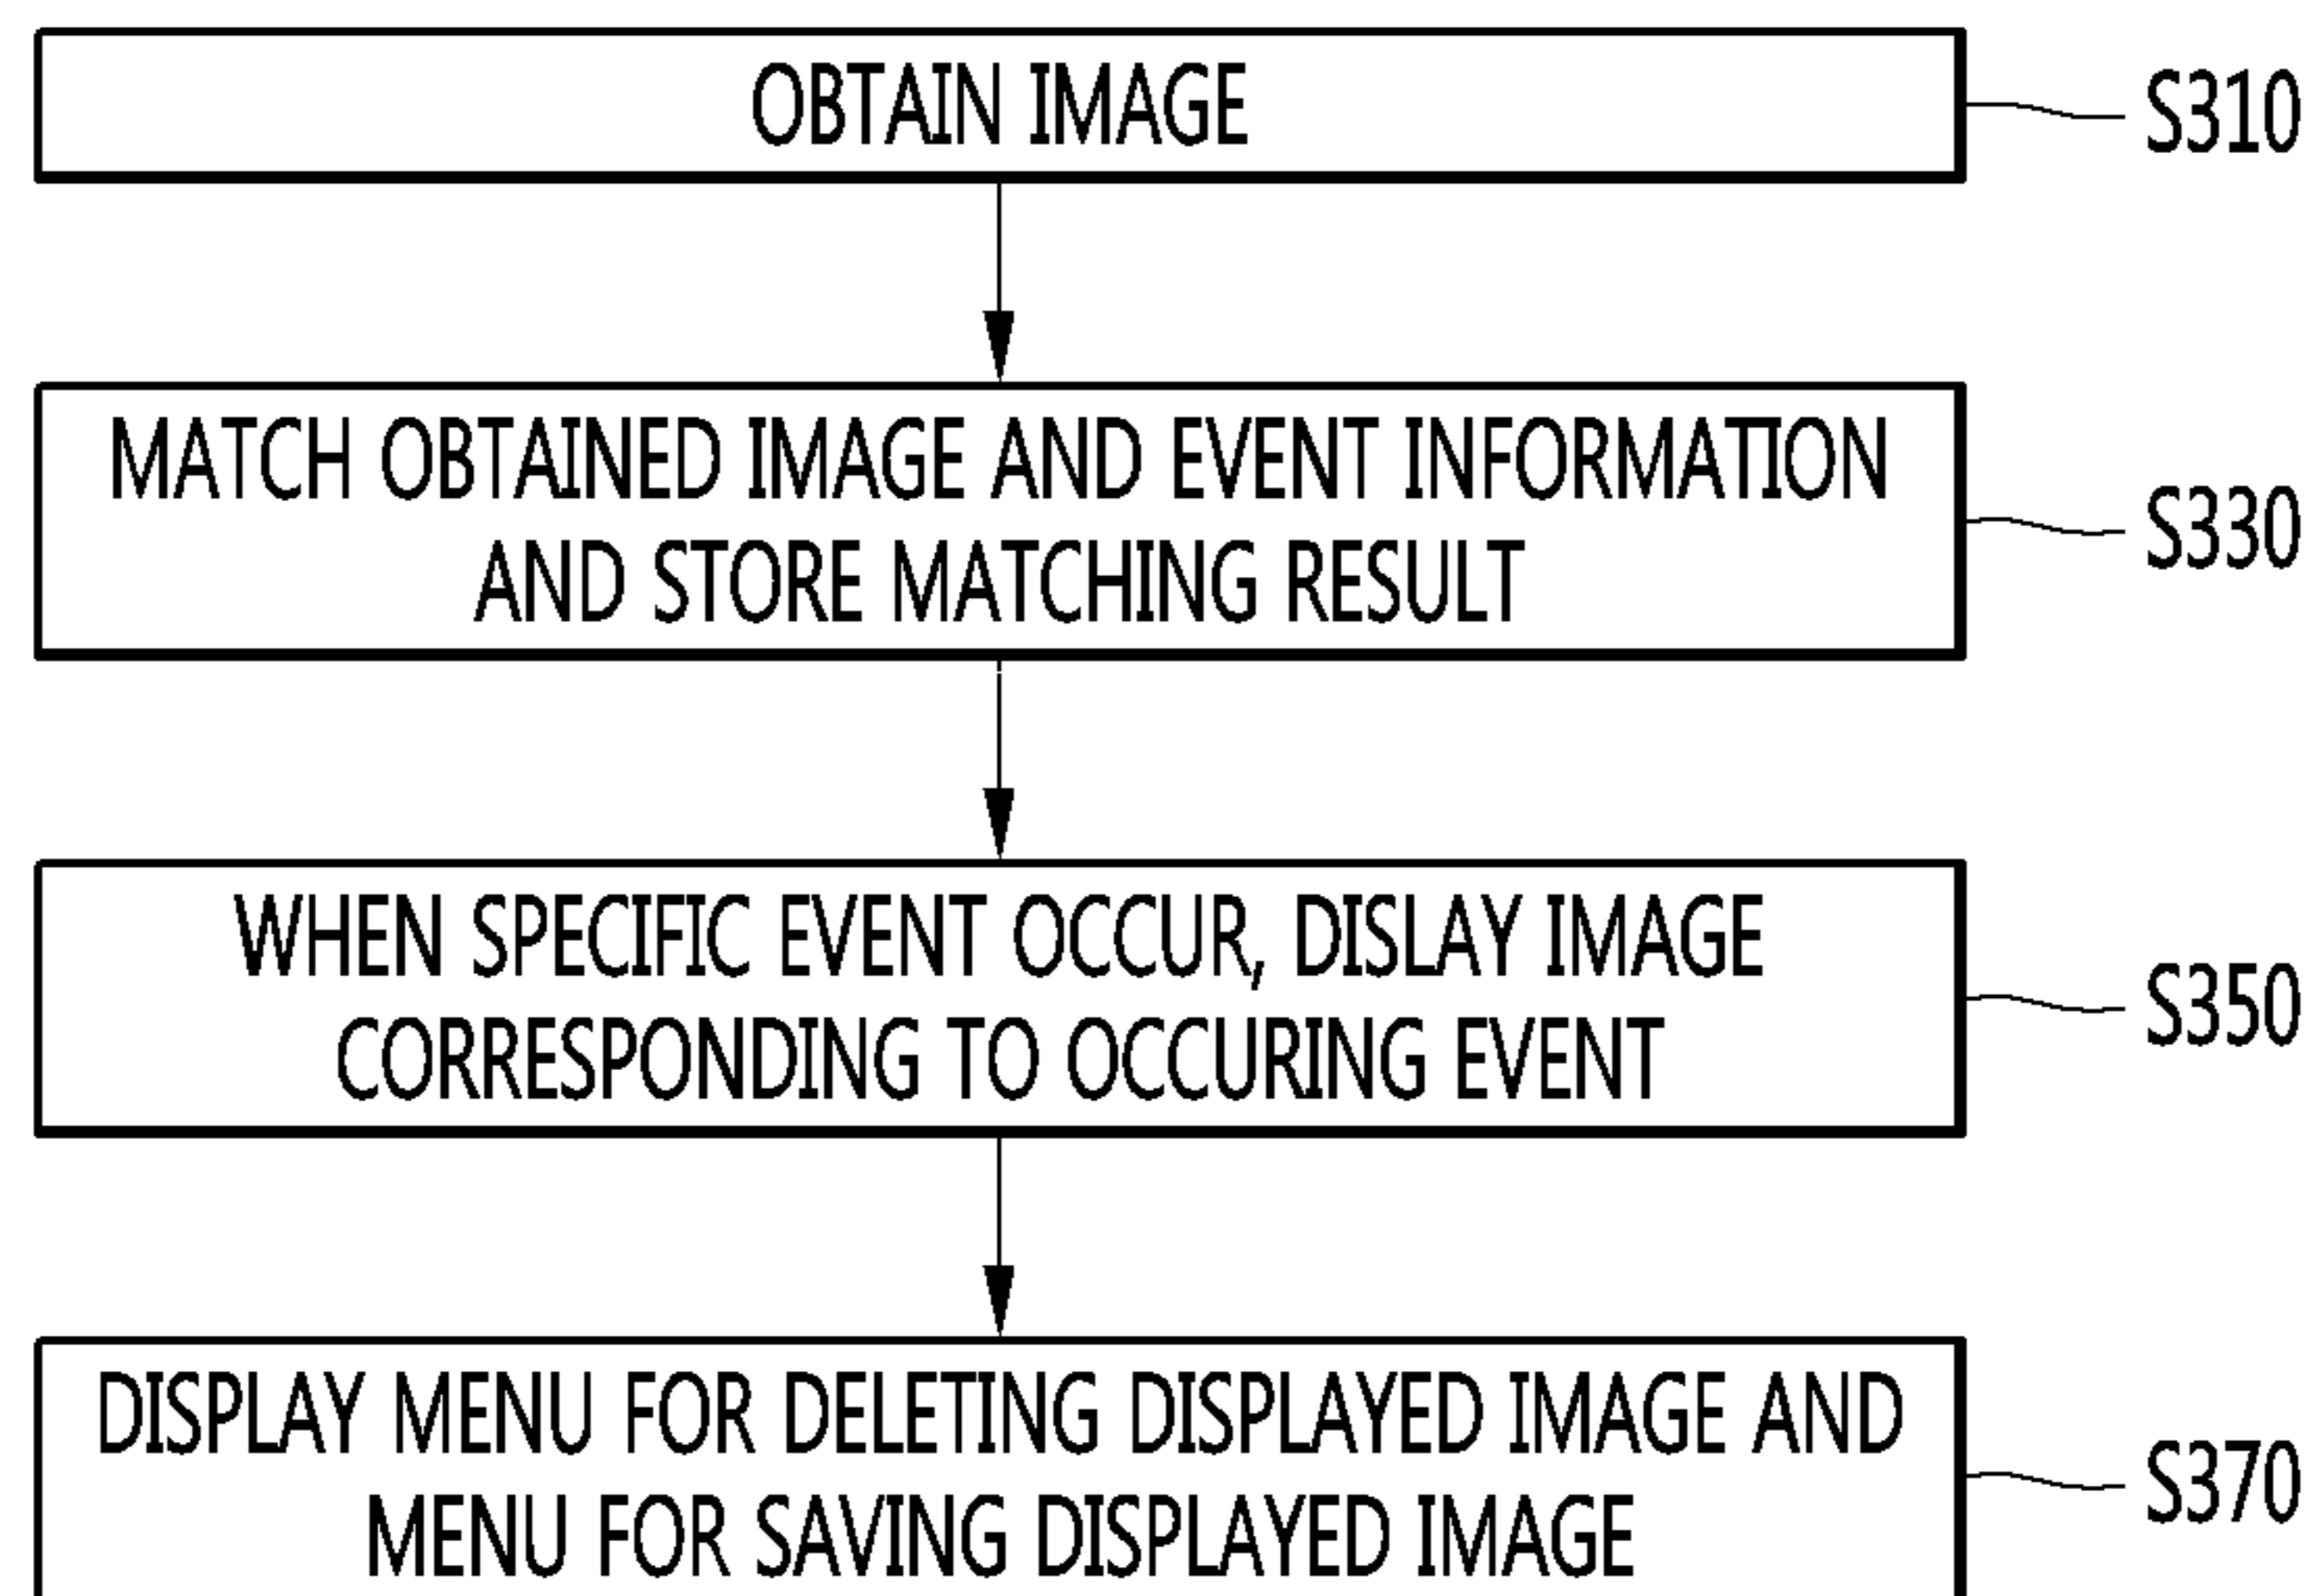 OBTAIN IMAGE
S310
MATCH OBTAINED IMAGE AND EVENT INFORMATION
AND STORE MATCHING RESULT
S330
WHEN SPECIFIC EVENT OCCUR, DISLAY IMAGE
CORRESPONDING TO OCCURING EVENT
S350
DISPLAY MENU FOR DELETING DISPLAYED IMAGE AND
MENU FOR SAVING DISPLAYED IMAGE
S370